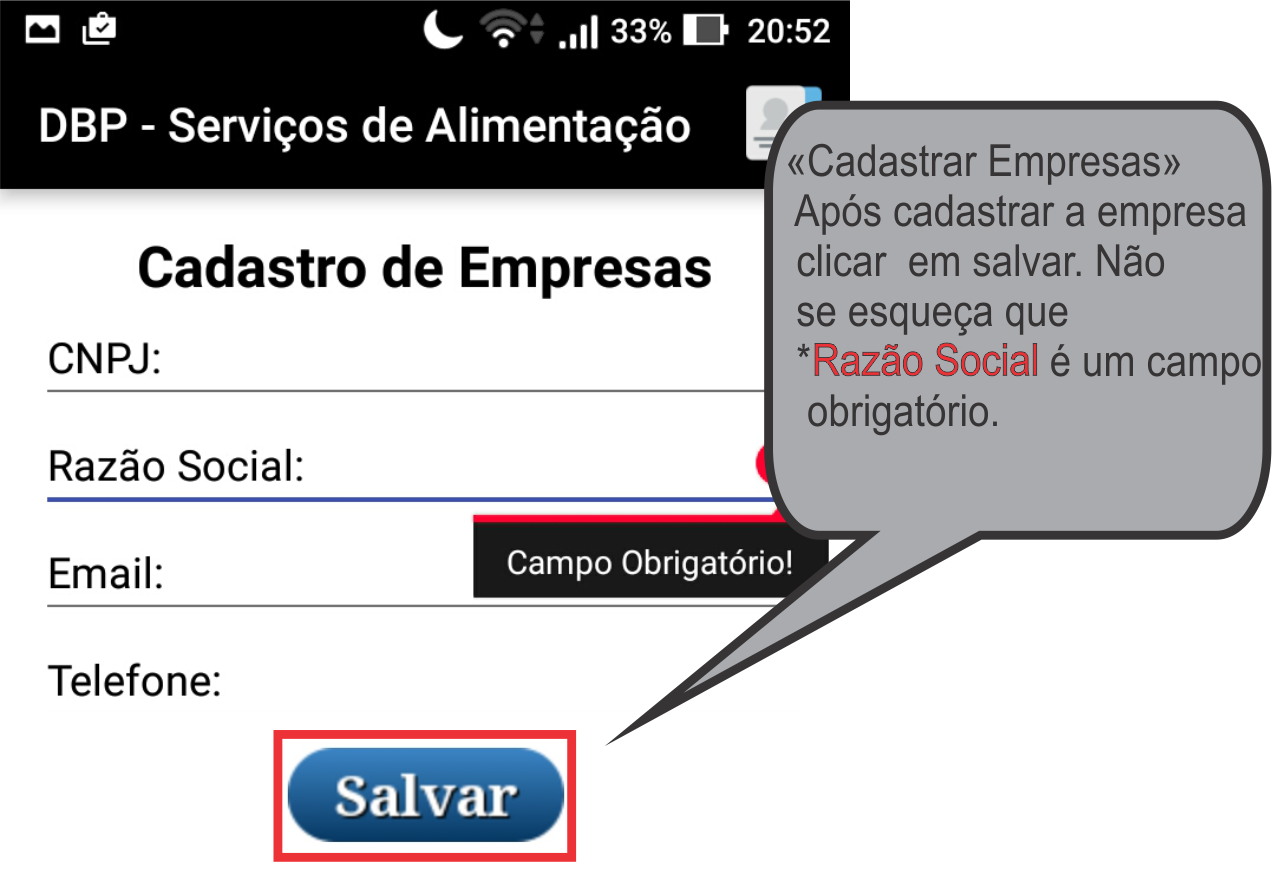 33% 20:52
DBP - Serviços de Alimentação
«Cadastrar Empresas»
Após cadastrar a empresa
clicar em salvar. Não
se esqueça que
*Razão Social é um campo
obrigatório.
Cadastro de Empresas
CNPJ:
Razão Social:
Campo Obrigatório!
Email:
Telefone:
Salvar